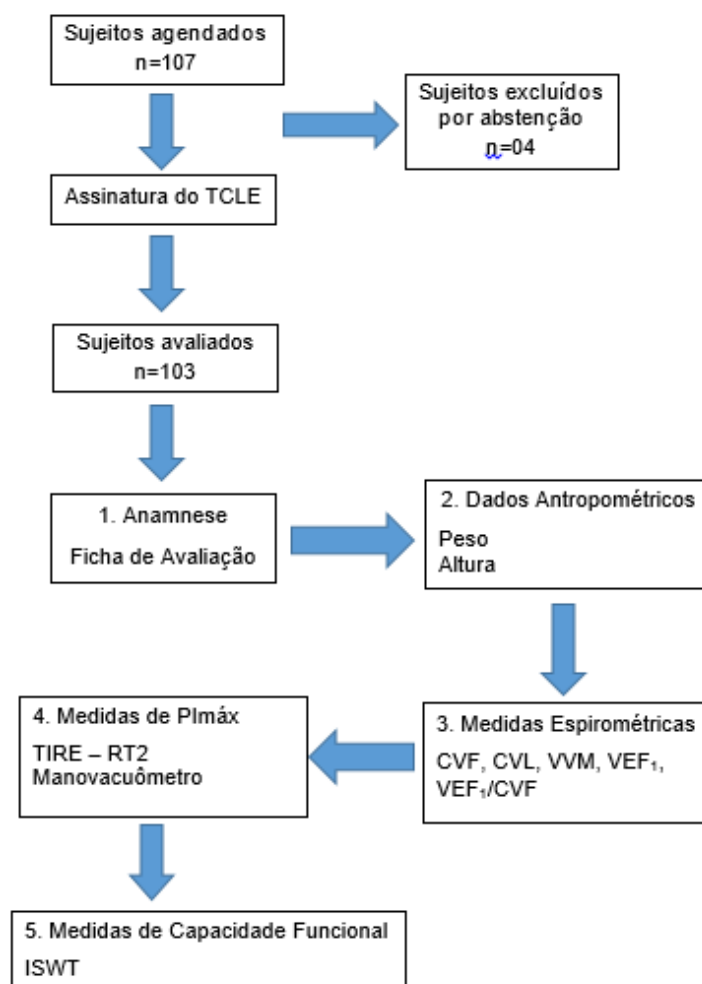 Sujeitos agendados
n=107
Sujeitos excluídos
por abstenção
n=04
Assinatura do TCLE
Sujeitos avaliados
n=103
1. Anamnese
Ficha de Avaliação
2. Dados Antropométricos
Peso
Altura
3. Medidas Espirométricas
CVF, CVL, VVM, VEF₁,
VEF₁/CVF
4. Medidas de PImáx
TIRE – RT2
Manovacuômetro
5. Medidas de Capacidade Funcional
ISWT